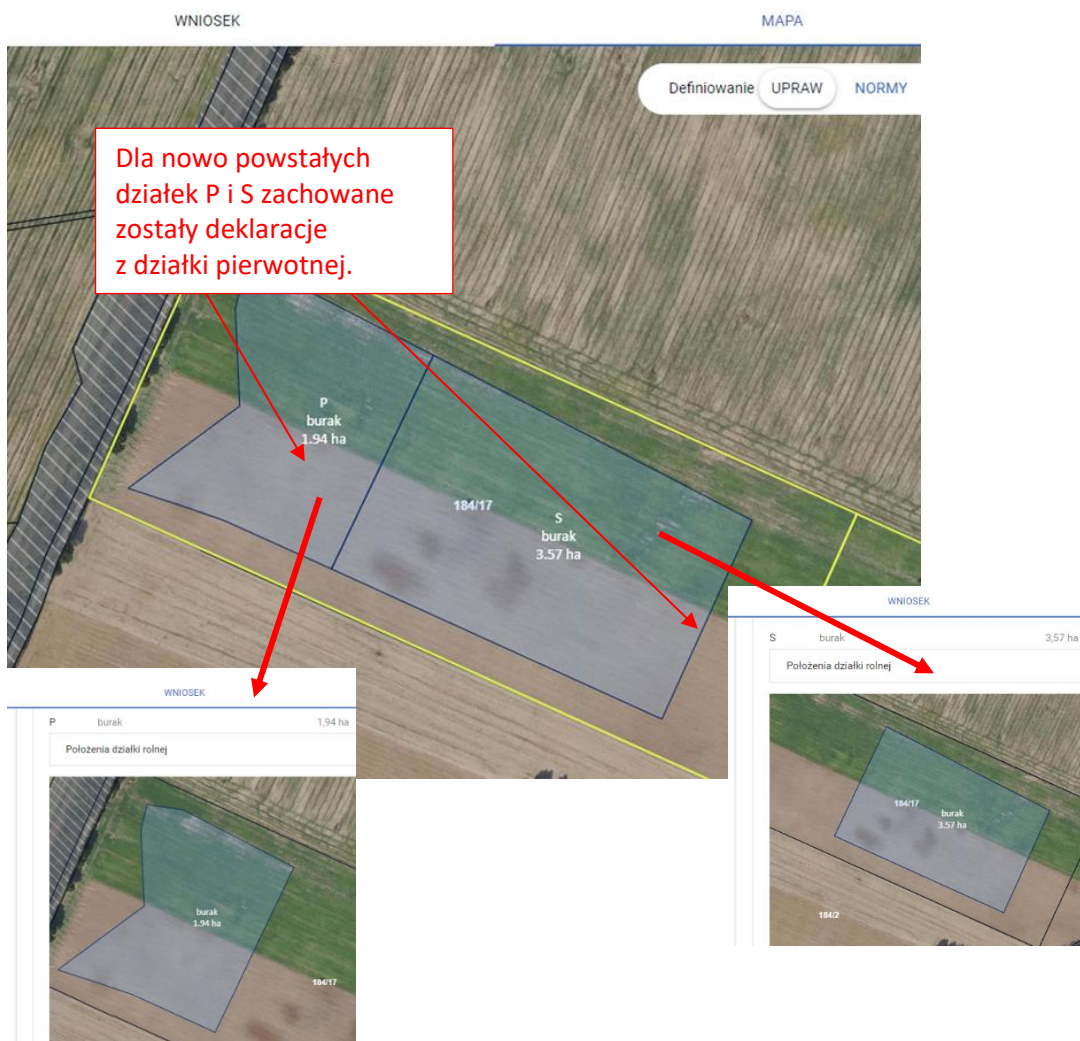 WNIOSEK
MAPA
Definiowanie UPRAW NORMY
Dla nowo powstałych
działek P i S zachowane
zostały deklaracje
z działki pierwotnej.
P
burak
1.94 ha
184/17
S
burak
3.57 ha
WNIOSEK
P burak 1,94 ha
Położenia działki rolnej
burak
1.94 ha
184/17
WNIOSEK
S burak 3,57 ha
Położenia działki rolnej
184/17
burak
3.57 ha
184/2